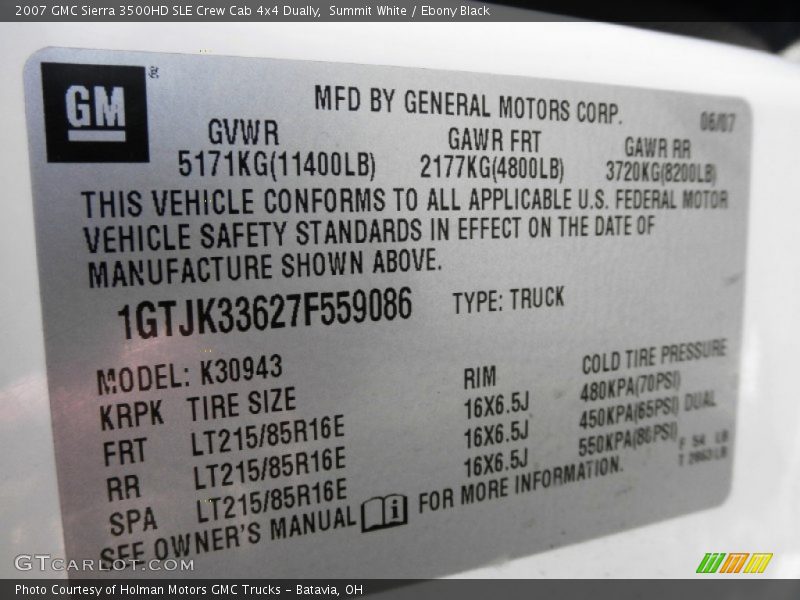 2007 GMC Sierra 3500HD SLE Crew Cab 4x4 Dually, Summit White / Ebony Black
GM ®
MFD BY GENERAL MOTORS CORP. 06/07
GVWR GAWR FRT GAWR RR
5171KG(11400LB) 2177KG(4800LB) 3720KG(8200LB)
THIS VEHICLE CONFORMS TO ALL APPLICABLE U.S. FEDERAL MOTOR
VEHICLE SAFETY STANDARDS IN EFFECT ON THE DATE OF
MANUFACTURE SHOWN ABOVE.
1GTJK33627F559086 TYPE: TRUCK
MODEL: K30943
KRPK TIRE SIZE RIM COLD TIRE PRESSURE
FRT LT215/85R16E 16X6.5J 480KPA(70PSI)
RR LT215/85R16E 16X6.5J 450KPA(65PSI) DUAL
SPA LT215/85R16E 16X6.5J 550KPA(80PSI) F 54 LB
T 2863 LB
SEE OWNER'S MANUAL i FOR MORE INFORMATION.
GTCARLOT.COM
Photo Courtesy of Holman Motors GMC Trucks – Batavia, OH